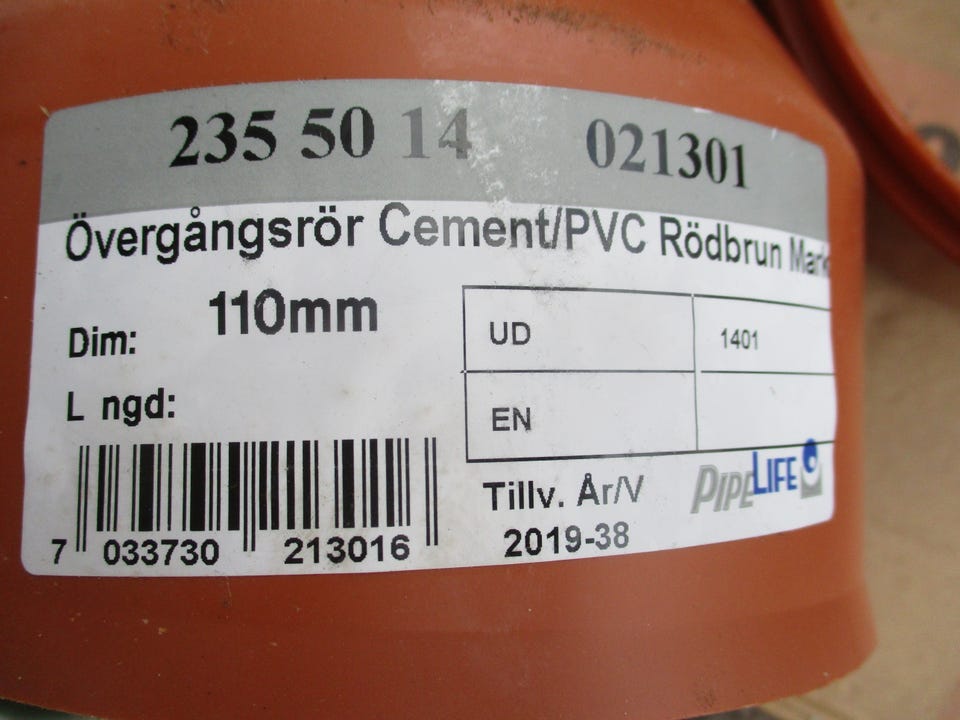 235 50 14 021301
Övergångsrör Cement/PVC Rödbrun Mark
Dim: 110mm
L ngd:
UD 1401
EN
7 033730 213016
Tillv. År/V
2019-38
PIPELIFE